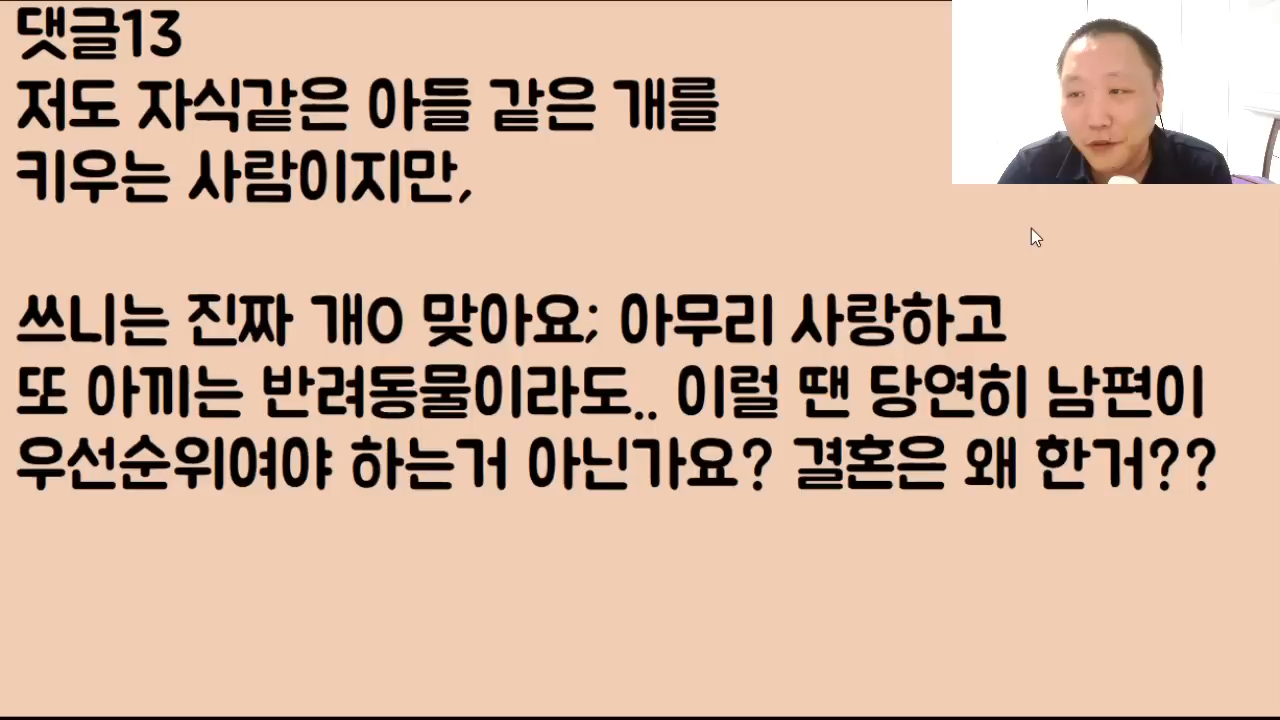 댓글13
저도 자식같은 아들 같은 개를
키우는 사람이지만,
쓰니는 진짜 개O 맞아요; 아무리 사랑하고
또 아끼는 반려동물이라도.. 이럴 땐 당연히 남편이
우선순위여야 하는거 아닌가요? 결혼은 왜 한거??